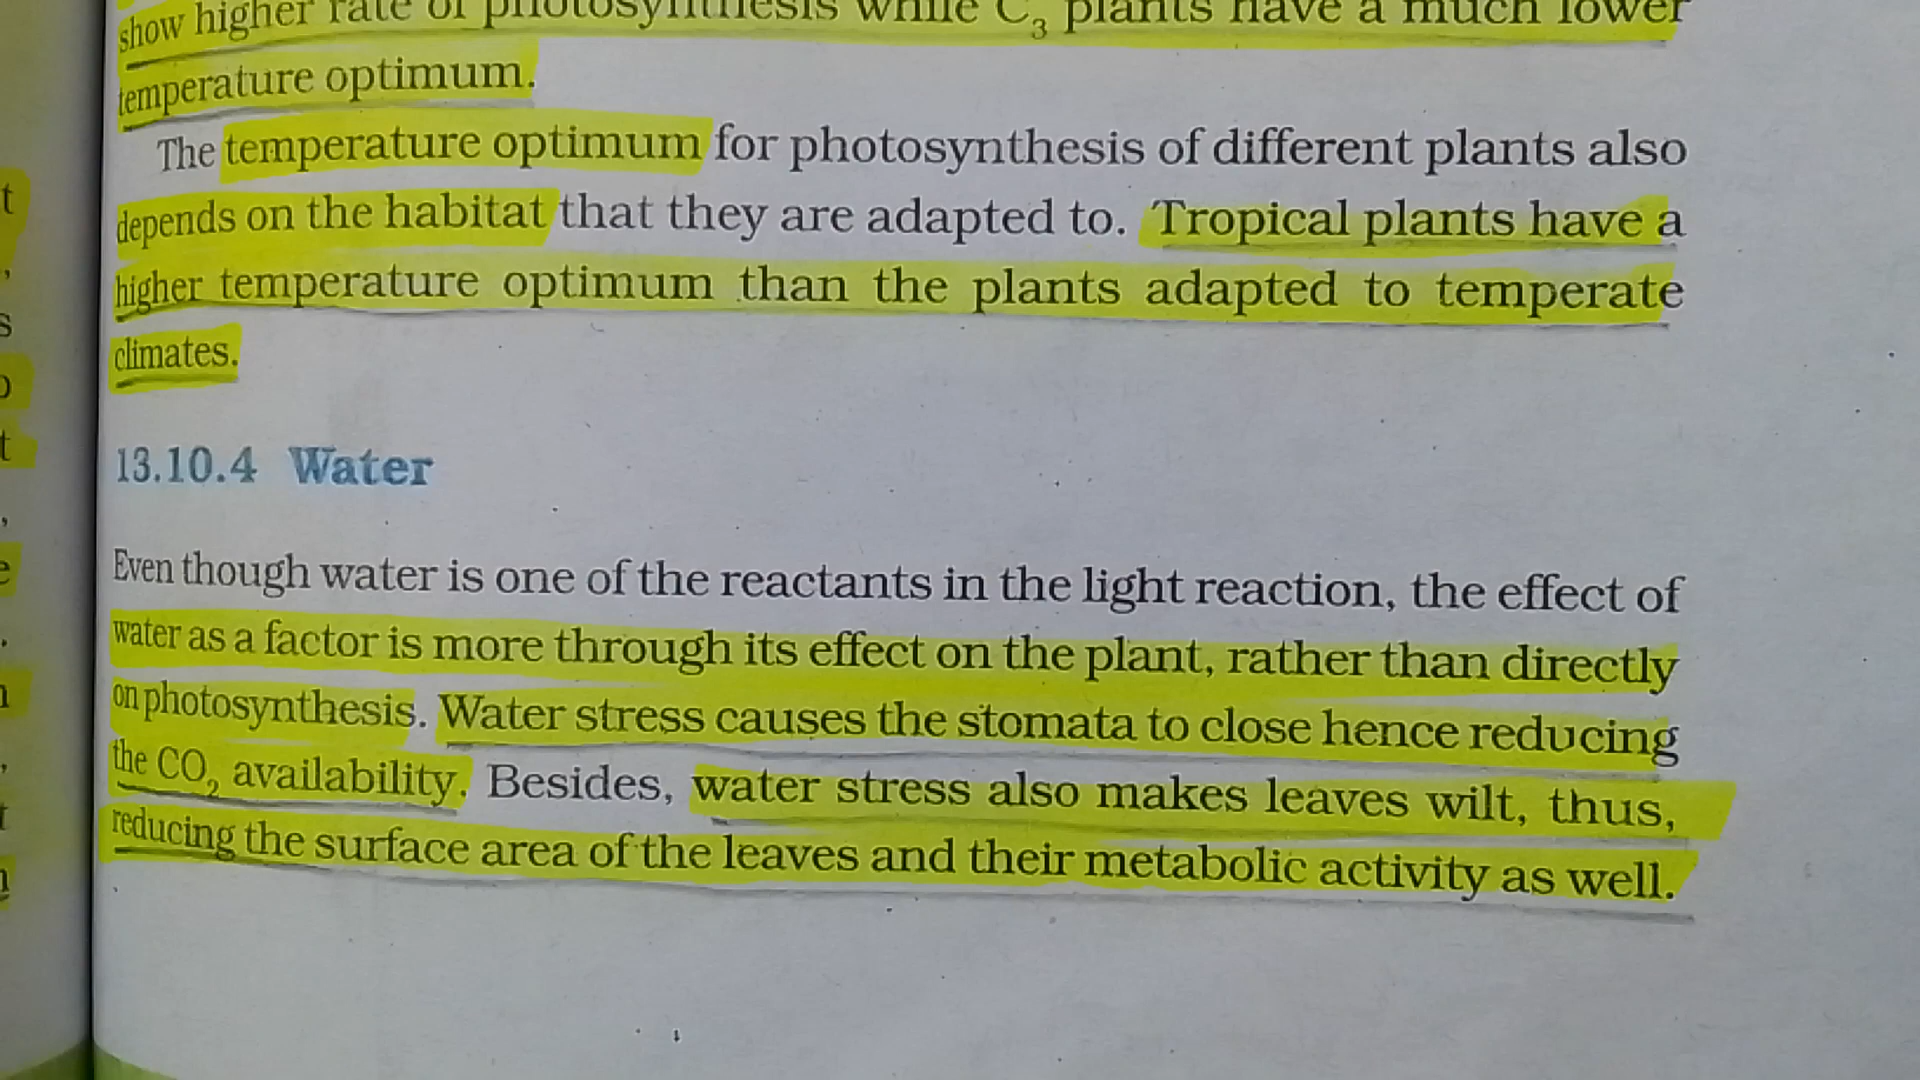 show higher rate of photosynthesis while C₃ plants have a much lower
temperature optimum.
The temperature optimum for photosynthesis of different plants also
depends on the habitat that they are adapted to. Tropical plants have a
higher temperature optimum than the plants adapted to temperate
climates.
13.10.4 Water
Even though water is one of the reactants in the light reaction, the effect of
water as a factor is more through its effect on the plant, rather than directly
on photosynthesis. Water stress causes the stomata to close hence reducing
the CO₂ availability. Besides, water stress also makes leaves wilt, thus,
reducing the surface area of the leaves and their metabolic activity as well.